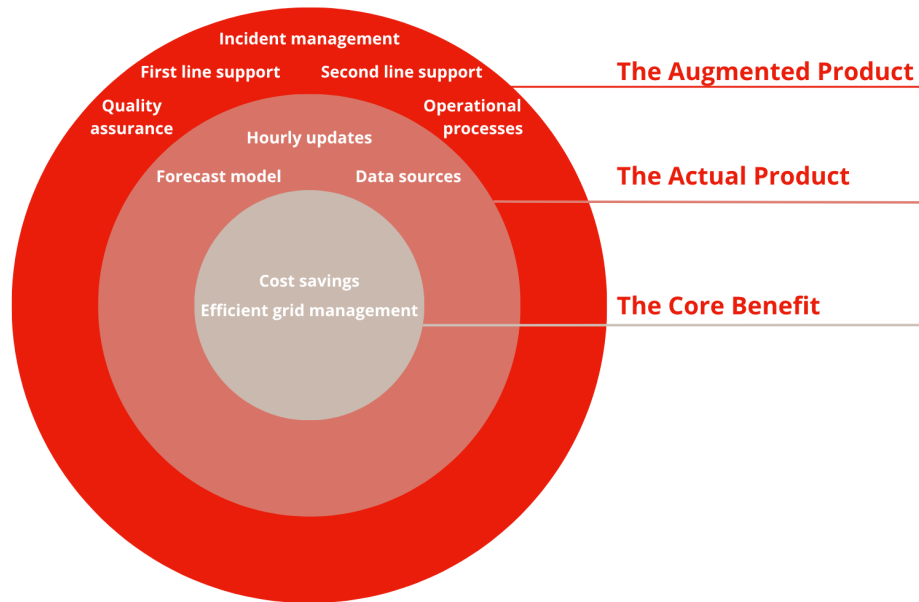 Incident management
First line support
Second line support
Quality
assurance
Operational
processes
Hourly updates
Forecast model
Data sources
Cost savings
Efficient grid management
The Augmented Product
The Actual Product
The Core Benefit